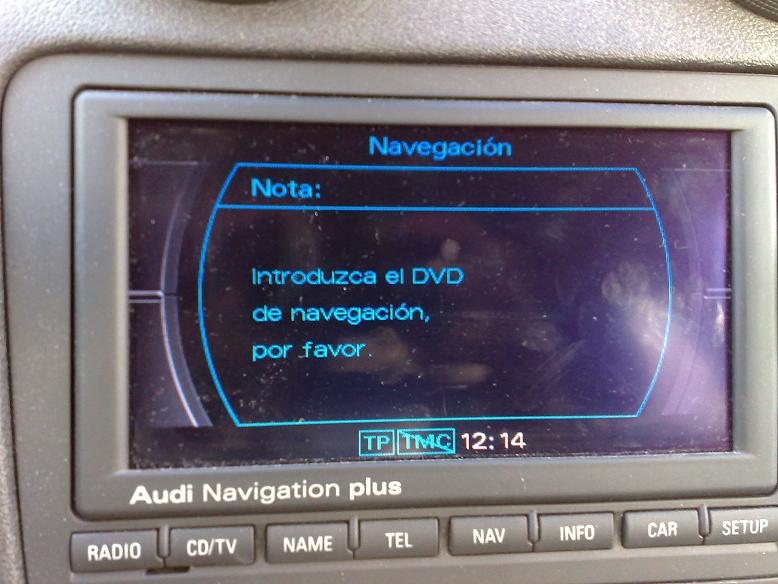 Navegación
Nota:
Introduzca el DVD
de navegación,
por favor.
TP TMC 12:14
Audi Navigation plus
RADIO CD/TV NAME TEL NAV INFO CAR SETUP